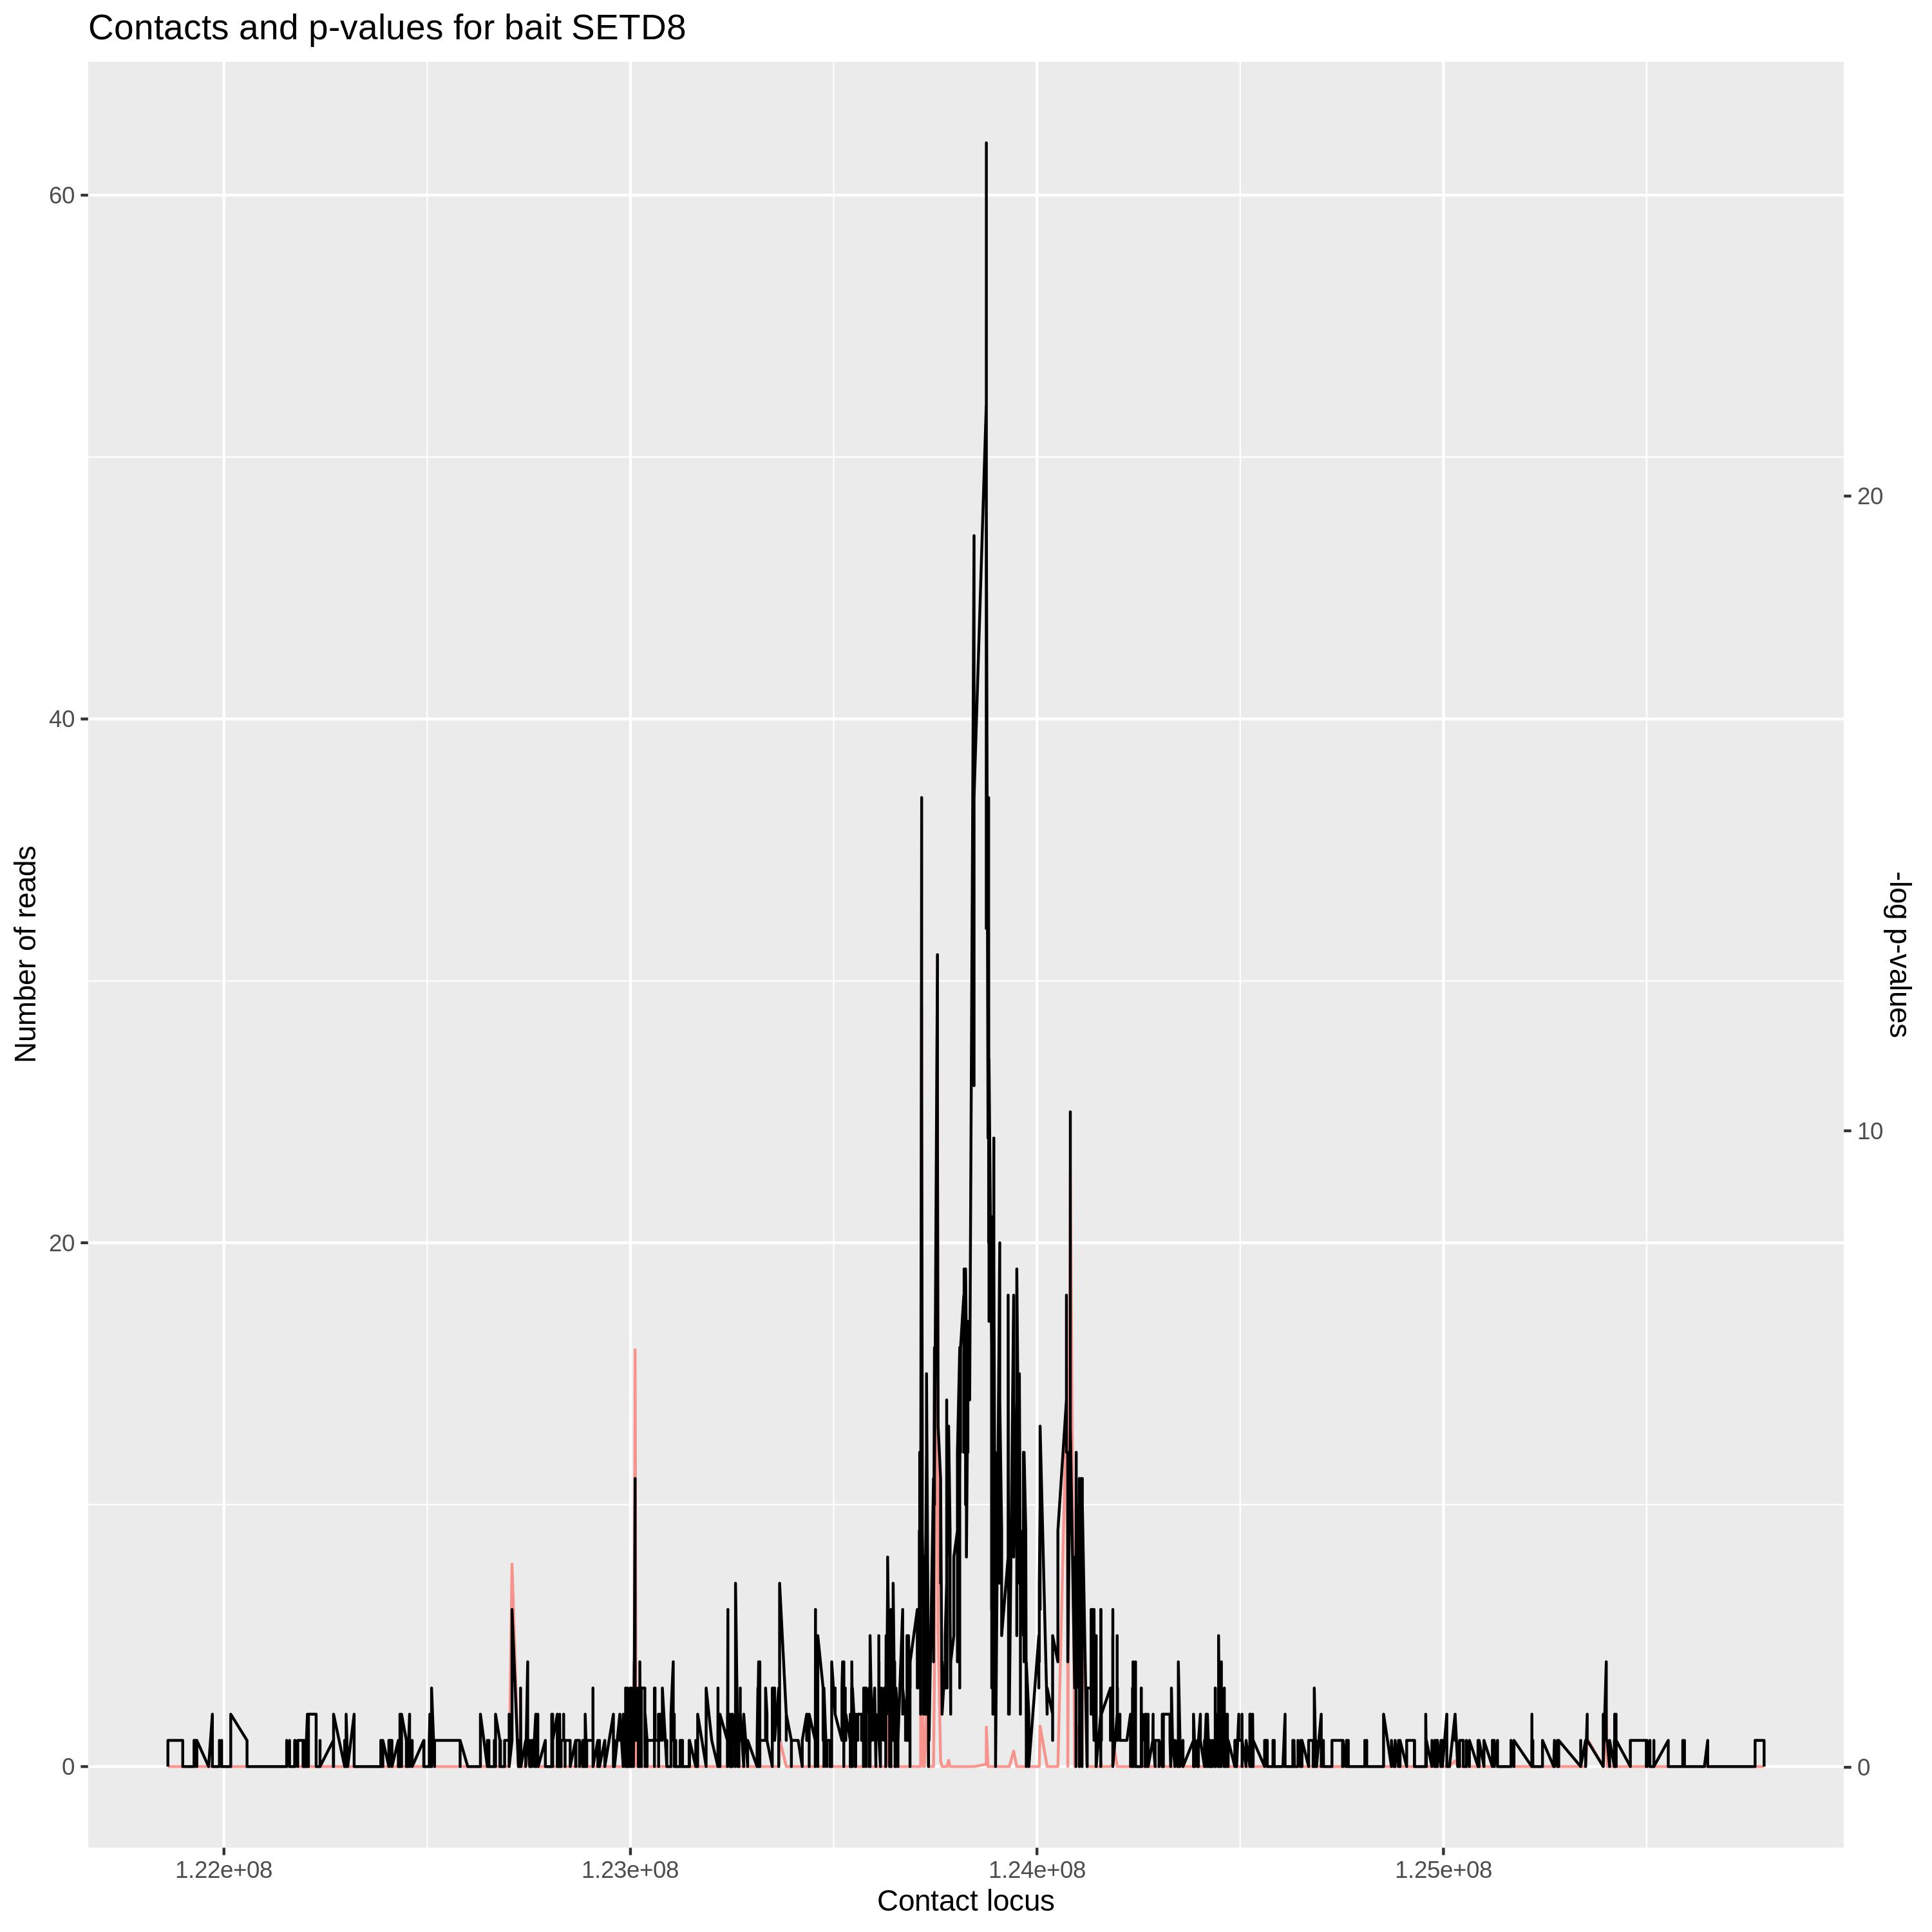 Contacts and p-values for bait SETD8
Number of reads
60
40
20
0
20
10
0
-log p-values
1.22e+08
1.23e+08
1.24e+08
1.25e+08
Contact locus